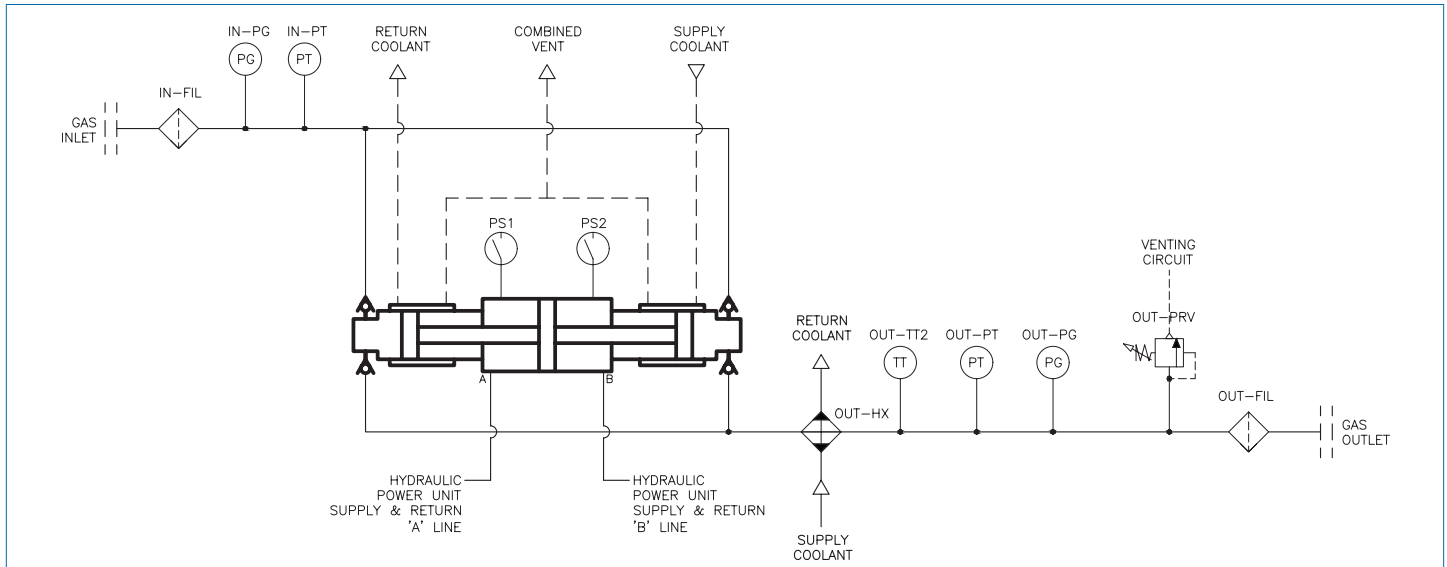 IN-PG
IN-PT
RETURN
COOLANT
COMBINED
VENT
SUPPLY
COOLANT
PG
PT
IN-FIL
GAS
INLET
PS1
PS2
VENTING
CIRCUIT
RETURN
COOLANT
OUT-TT2
OUT-PT
OUT-PG
OUT-PRV
TT
PT
PG
A
B
OUT-HX
OUT-FIL
GAS
OUTLET
HYDRAULIC
POWER UNIT
SUPPLY & RETURN
'A' LINE
HYDRAULIC
POWER UNIT
SUPPLY & RETURN
'B' LINE
SUPPLY
COOLANT